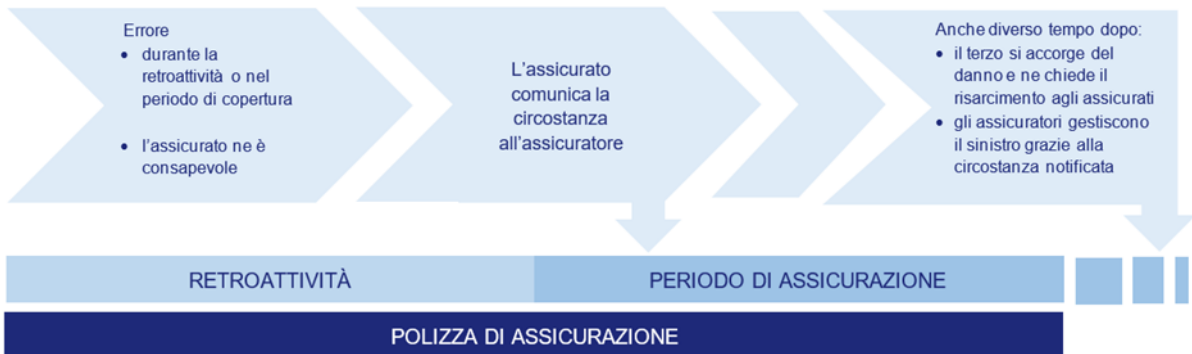 Errore
• durante la
retroattività o nel
periodo di copertura
• l'assicurato ne è
consapevole
L'assicurato
comunica la
circostanza
all'assicuratore
Anche diverso tempo dopo:
• il terzo si accorge del
danno e ne chiede il
risarcimento agli assicurati
• gli assicuratori gestiscono
il sinistro grazie alla
circostanza notificata
RETROATTIVITÀ
PERIODO DI ASSICURAZIONE
POLIZZA DI ASSICURAZIONE